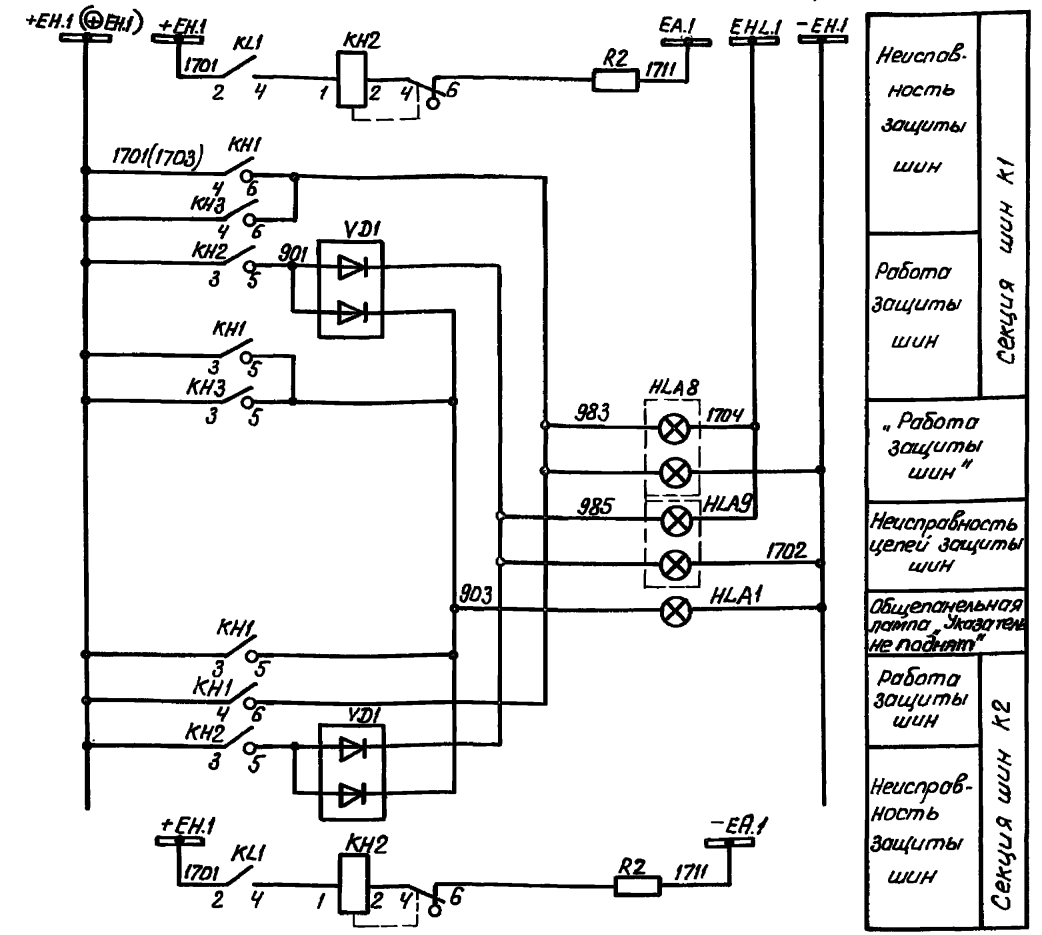 +EH.1 (⊕EH.1)
+EH.1
EA.1
EHL.1
-EH.1
KL1
KH2
R2
1701
1711
2
4
1
2
4
6
1701(1703)
KH1
4
6
KH3
4
6
KH2
3
5
901
VD1
KH1
3
5
KH3
3
5
HLA8
983
1704
985
HLA9
1702
903
HLA1
KH1
3
5
KH1
4
6
KH2
3
5
VD1
+EH.1
-EA.1
KL1
KH2
R2
1701
1711
2
4
1
2
4
6
Неисправ-
ность
защиты
шин
Работа
защиты
шин
Секция шин К1
„Работа
защиты
шин"
Неисправность
цепей защиты
шин
Общепанельная
лампа „Указатель
не поднят"
Работа
защиты
шин
Неисправ-
ность
защиты
шин
Секция шин К2